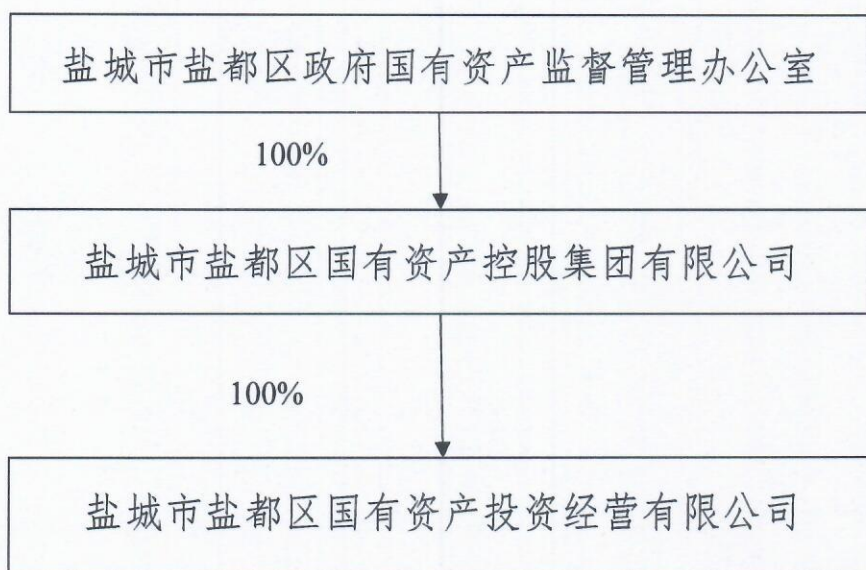 盐城市盐都区政府国有资产监督管理办公室
100%
盐城市盐都区国有资产控股集团有限公司
100%
盐城市盐都区国有资产投资经营有限公司